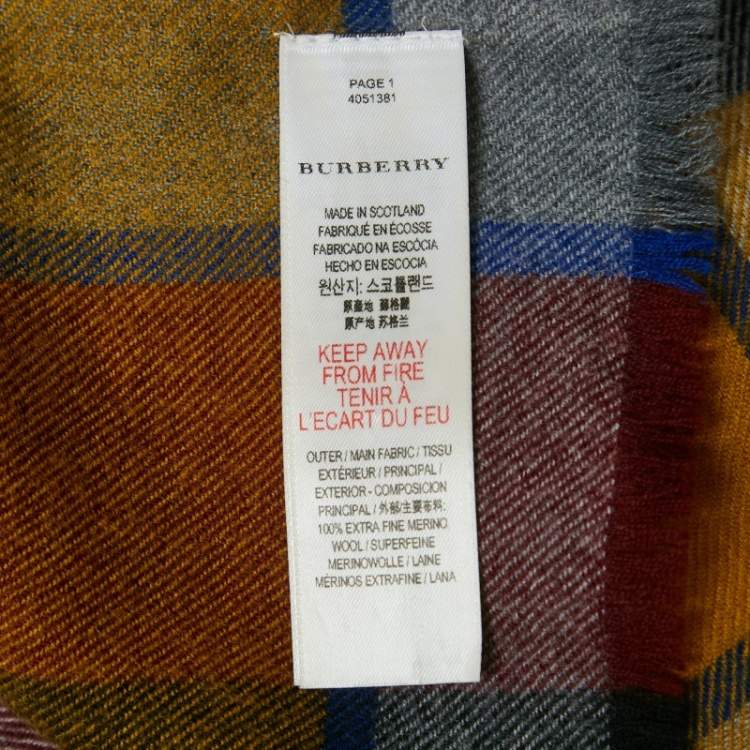 PAGE 1
4051381
BURBERRY
MADE IN SCOTLAND
FABRIQUÉ EN ÉCOSSE
FABRICADO NA ESCÓCIA
HECHO EN ESCOCIA
원산지: 스코틀랜드
原產地 蘇格蘭
原产地 苏格兰
KEEP AWAY
FROM FIRE
TENIR À
L'ECART DU FEU
OUTER / MAIN FABRIC / TISSU
EXTÉRIEUR / PRINCIPAL /
EXTERIOR - COMPOSICION
PRINCIPAL / 外部/主要布料:
100% EXTRA FINE MERINO
WOOL / SUPERFEINE
MERINOWOLLE / LAINE
MÉRINOS EXTRAFINE / LANA